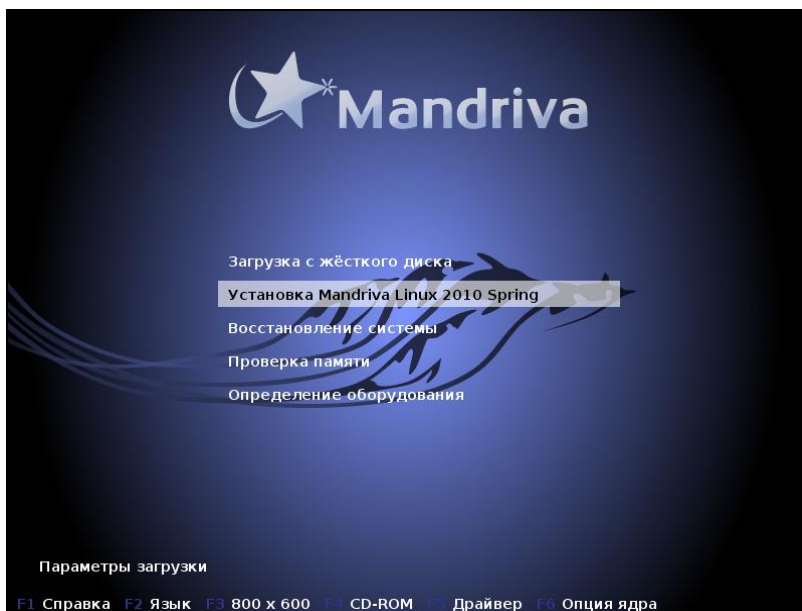 Mandriva
Загрузка с жёсткого диска
Установка Mandriva Linux 2010 Spring
Восстановление системы
Проверка памяти
Определение оборудования
Параметры загрузки
F1 Справка F2 Язык F3 800 x 600 F4 CD-ROM F5 Драйвер F6 Опция ядра